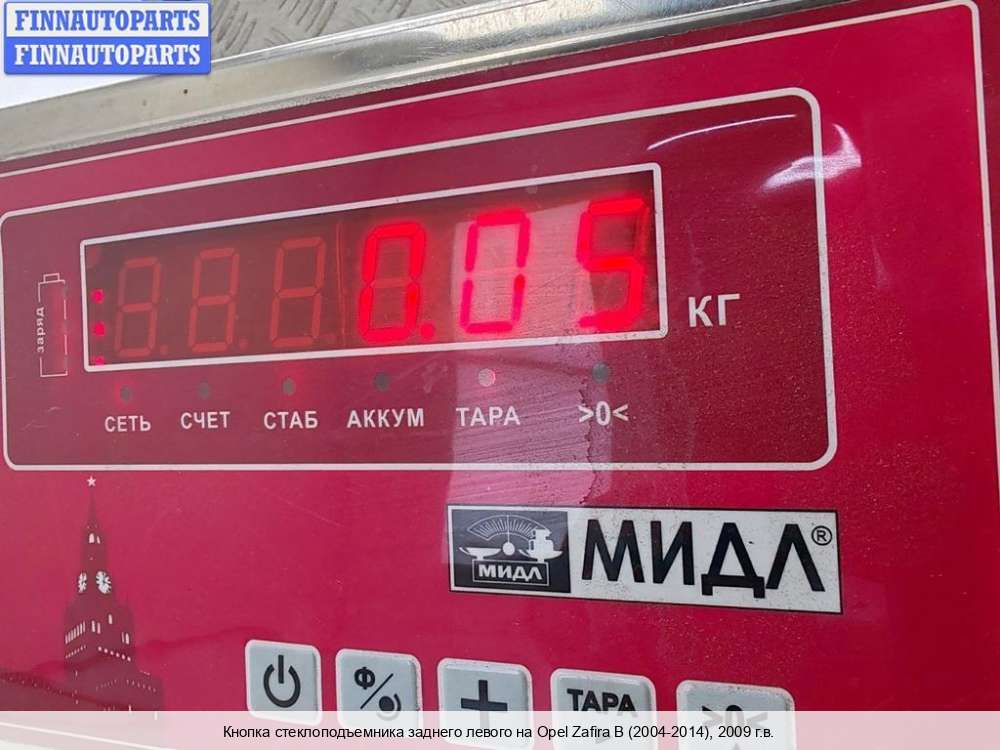 FINNAUTOPARTS
FINNAUTOPARTS
заряд
0.05 КГ
СЕТЬ СЧЕТ СТАБ АККУМ ТАРА >0<
МИДЛ МИДЛ®
Ф ТАРА >0<
Кнопка стеклоподъемника заднего левого на Opel Zafira B (2004-2014), 2009 г.в.